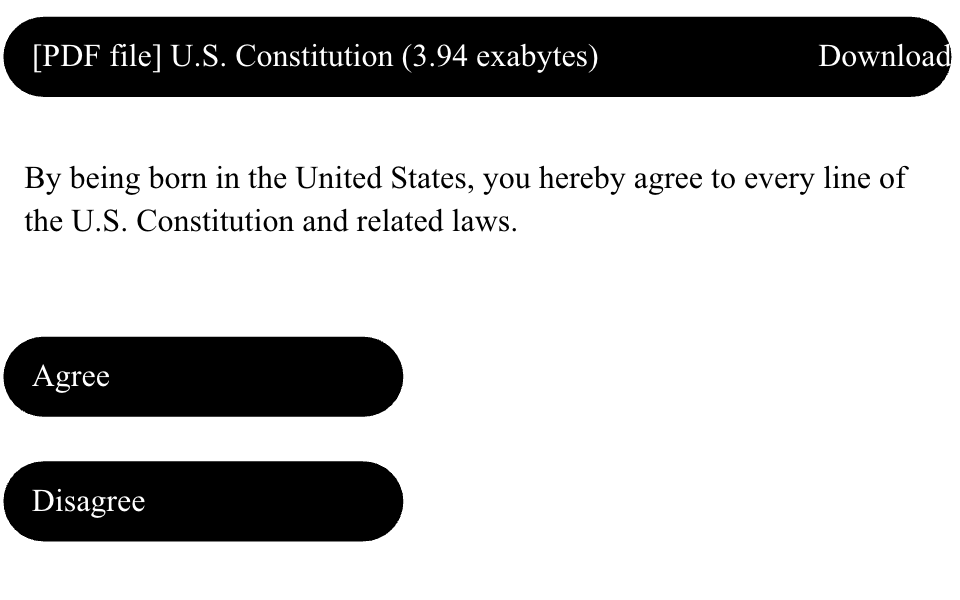 [PDF file] U.S. Constitution (3.94 exabytes) Download
By being born in the United States, you hereby agree to every line of
the U.S. Constitution and related laws.
Agree
Disagree